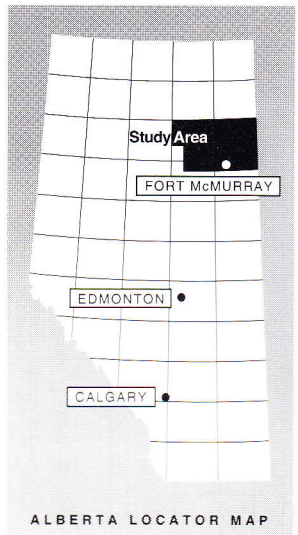 Study Area
FORT McMURRAY
EDMONTON
CALGARY
ALBERTA LOCATOR MAP